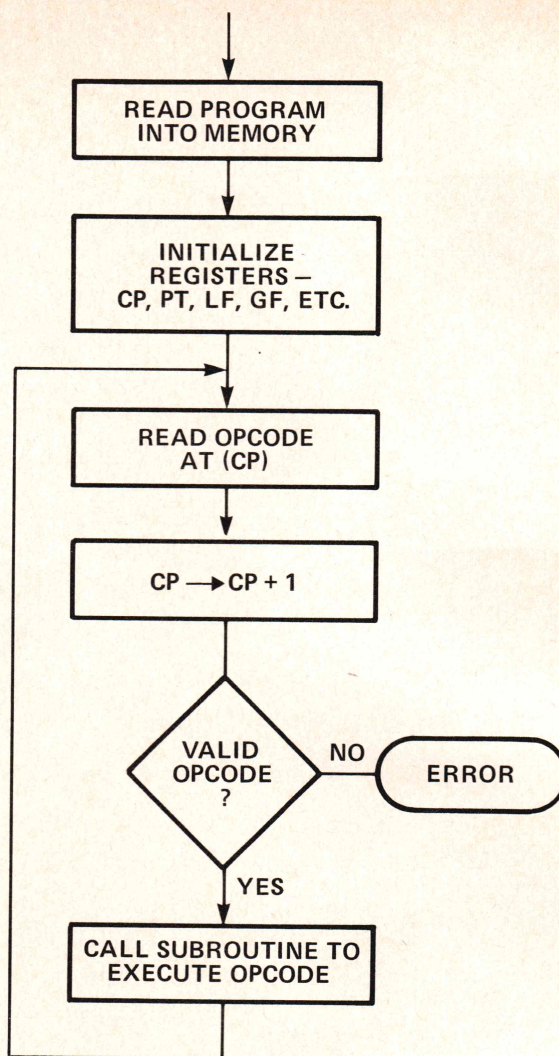 READ PROGRAM
INTO MEMORY
INITIALIZE
REGISTERS —
CP, PT, LF, GF, ETC.
READ OPCODE
AT (CP)
CP → CP + 1
VALID
OPCODE
?
NO
ERROR
YES
CALL SUBROUTINE TO
EXECUTE OPCODE